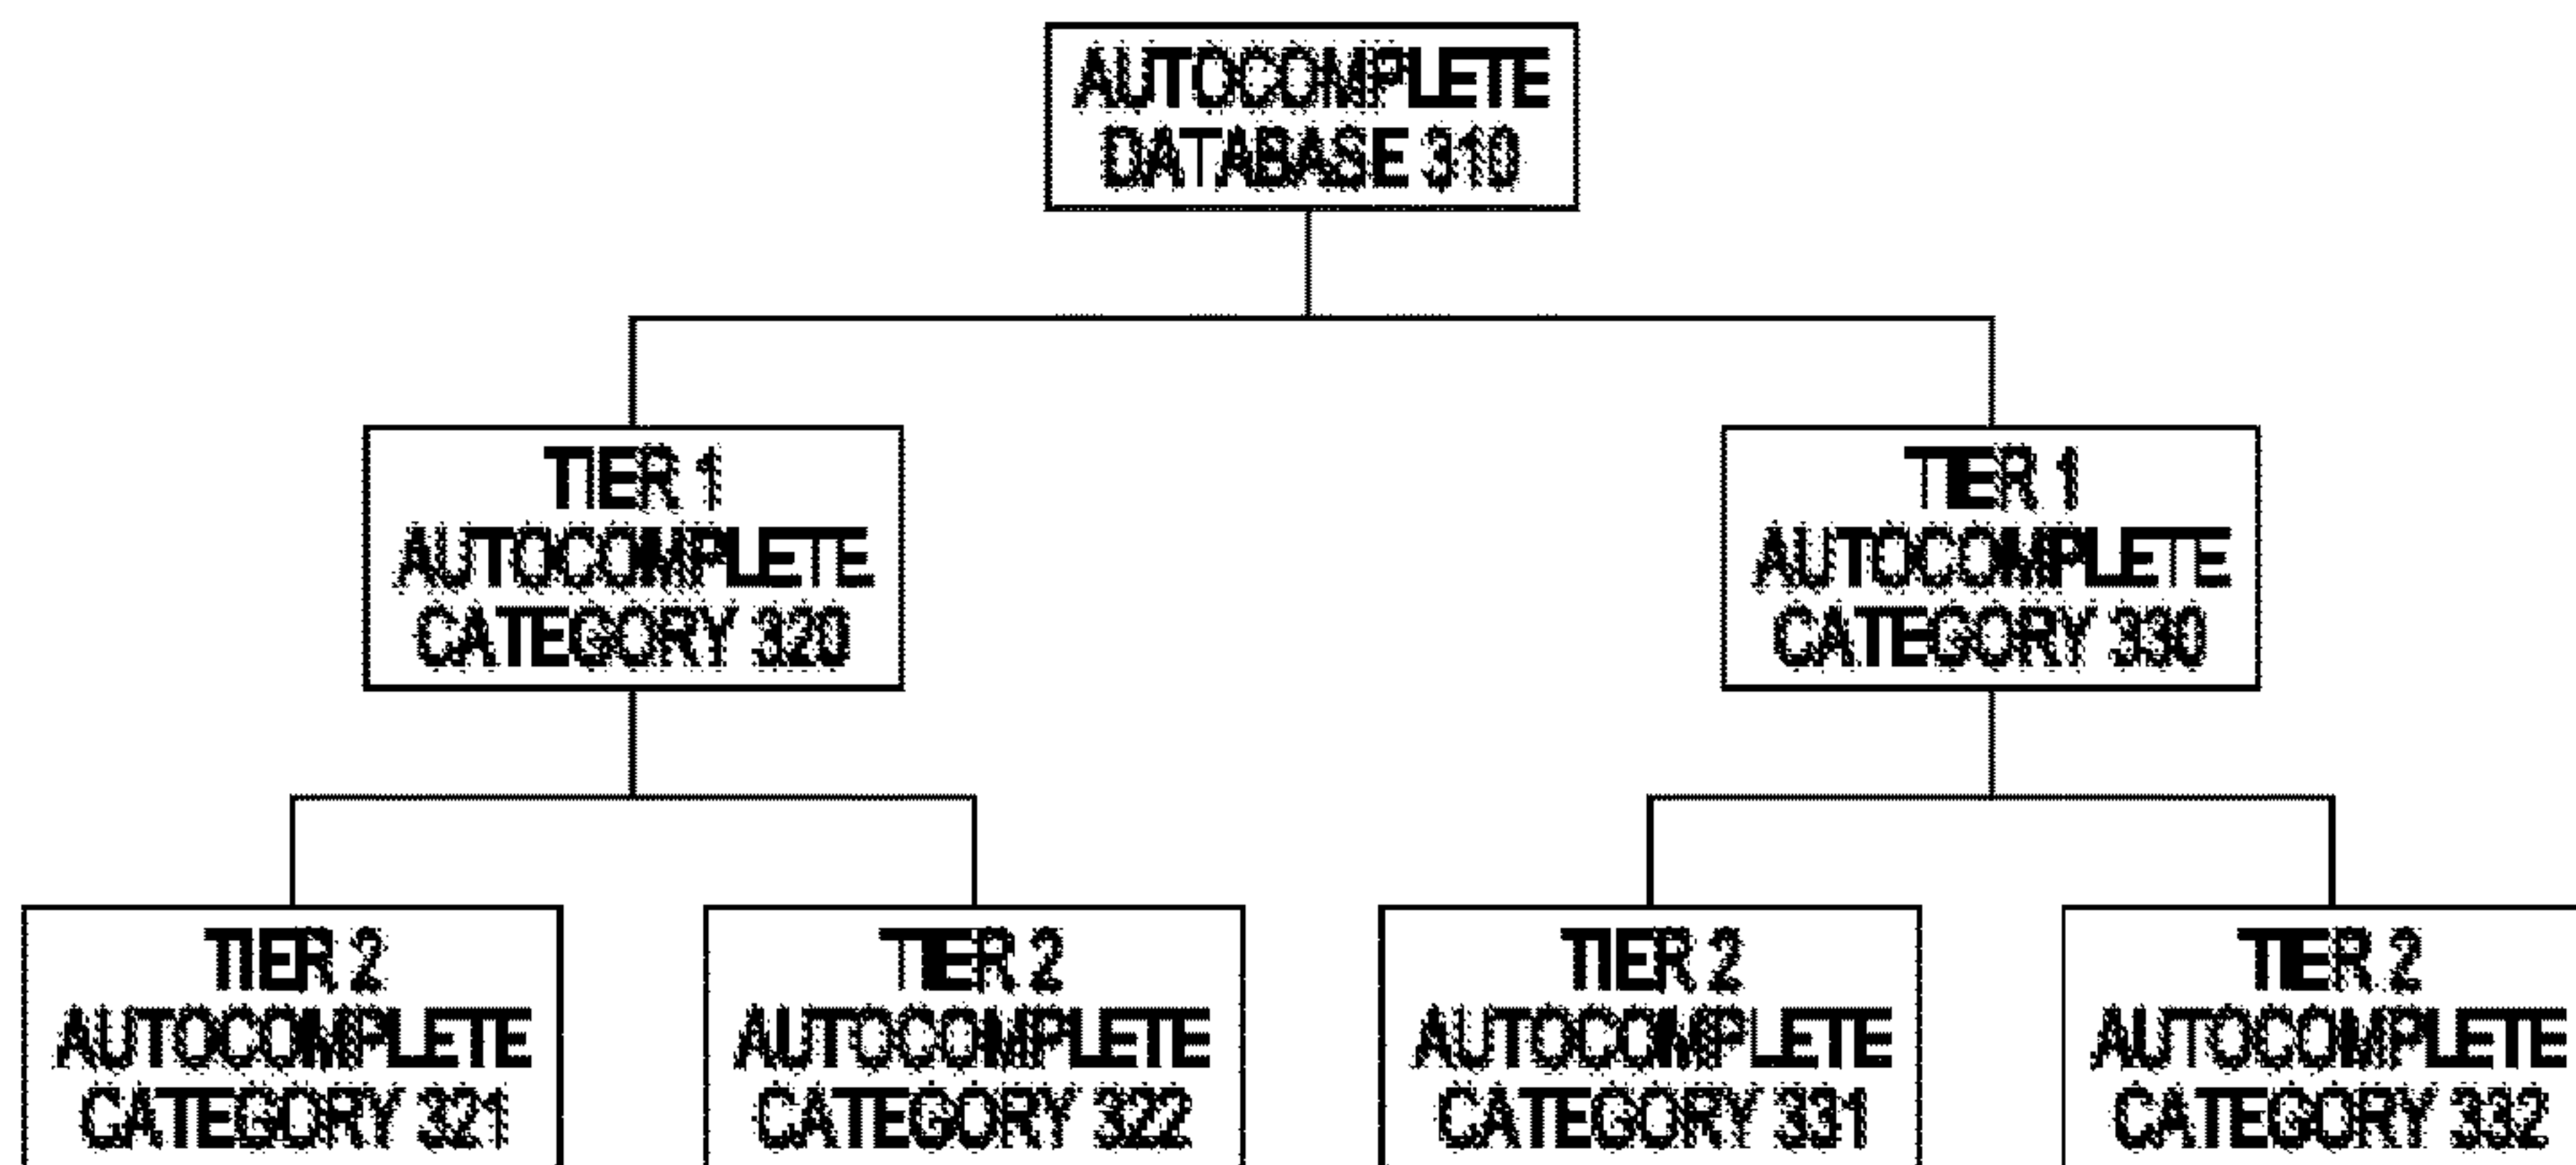 AUTOCOMPLETE
DATABASE 310
TIER 1
AUTOCOMPLETE
CATEGORY 320
TIER 1
AUTOCOMPLETE
CATEGORY 330
TIER 2
AUTOCOMPLETE
CATEGORY 321
TIER 2
AUTOCOMPLETE
CATEGORY 322
TIER 2
AUTOCOMPLETE
CATEGORY 331
TIER 2
AUTOCOMPLETE
CATEGORY 332